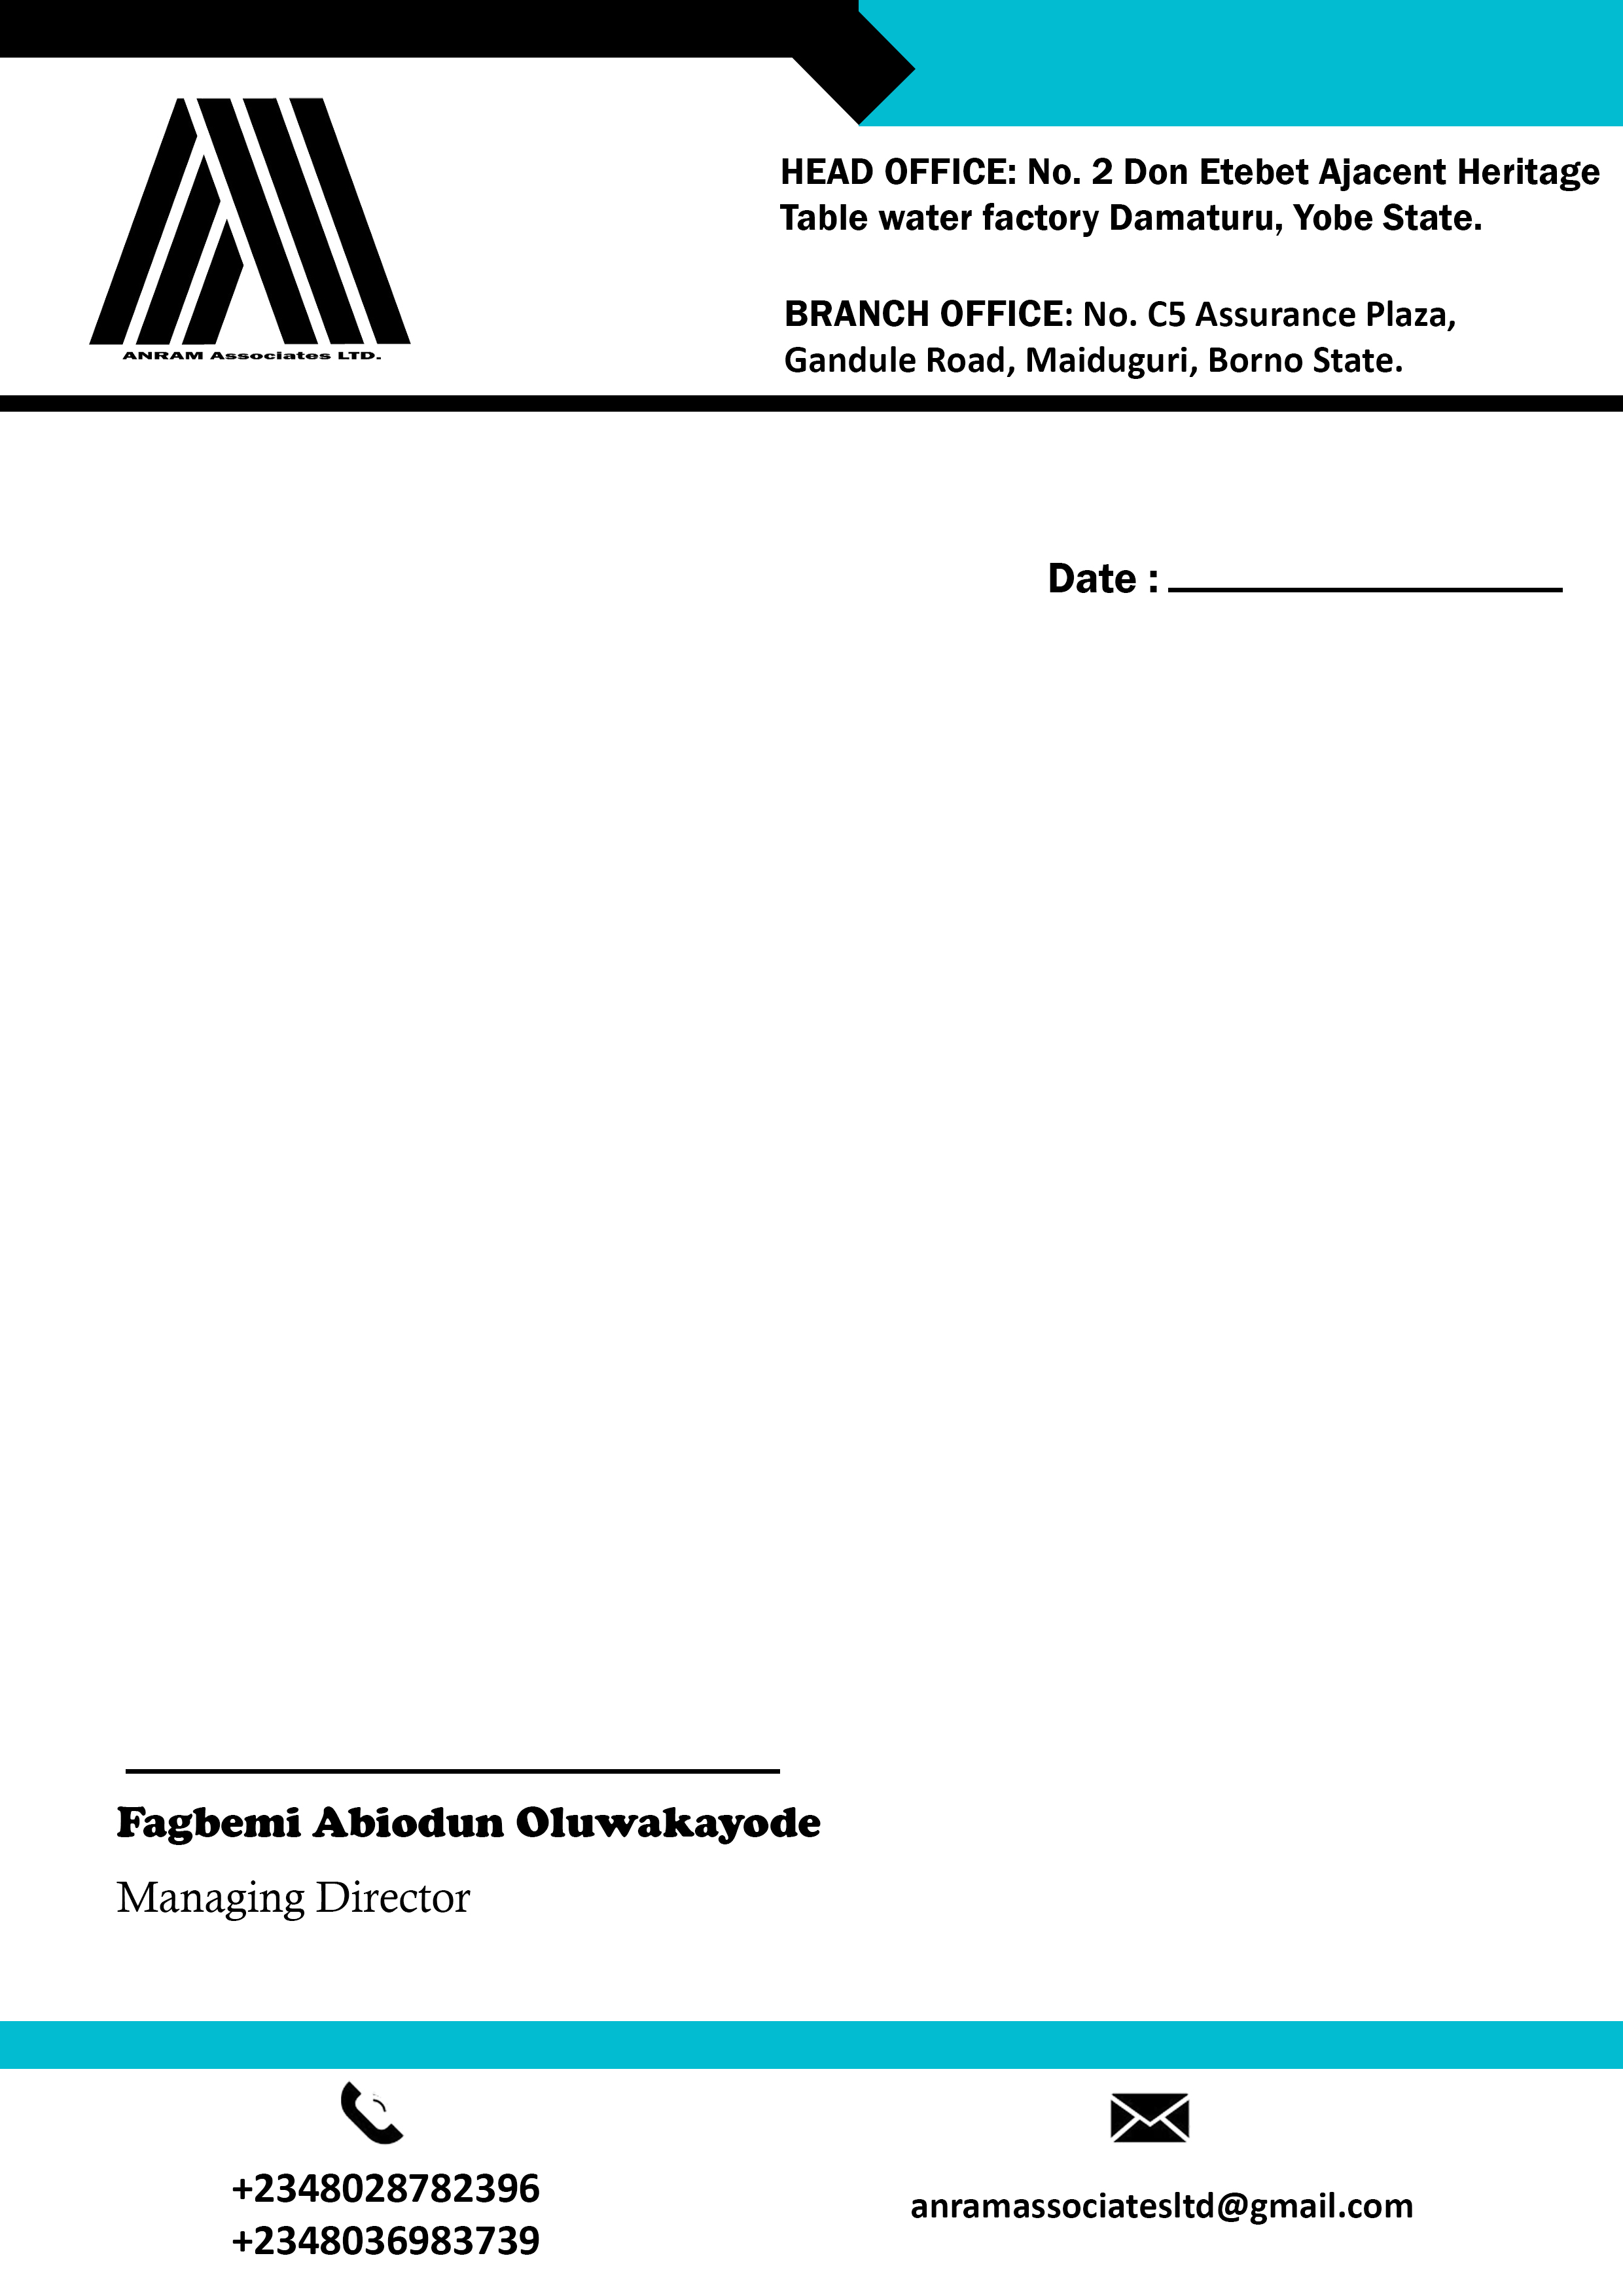 ANRAM Associates LTD.
HEAD OFFICE: No. 2 Don Etebet Ajacent Heritage
Table water factory Damaturu, Yobe State.
BRANCH OFFICE: No. C5 Assurance Plaza,
Gandule Road, Maiduguri, Borno State.
Date :
Fagbemi Abiodun Oluwakayode
Managing Director
+2348028782396
+2348036983739
anramassociatesltd@gmail.com